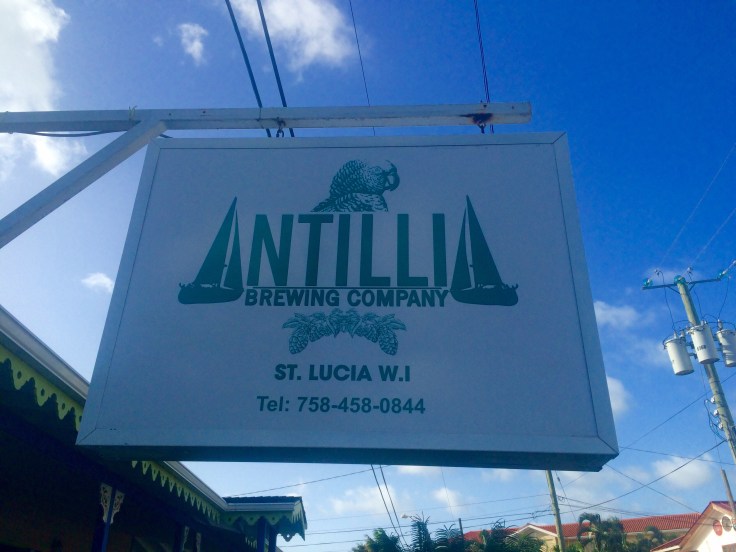 ANTILLIA
BREWING COMPANY
ST. LUCIA W.I
Tel: 758-458-0844